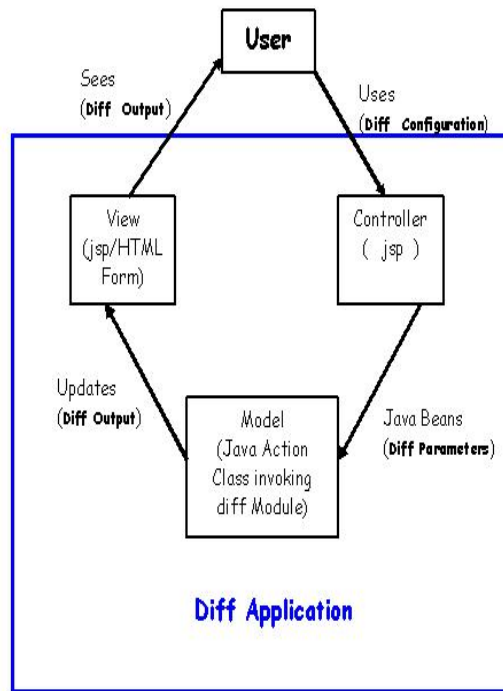 User
Sees
(Diff Output)
Uses
(Diff Configuration)
View
(jsp/HTML
Form)
Controller
( jsp )
Updates
(Diff Output)
Model
(Java Action
Class invoking
diff Module)
Java Beans
(Diff Parameters)
Diff Application